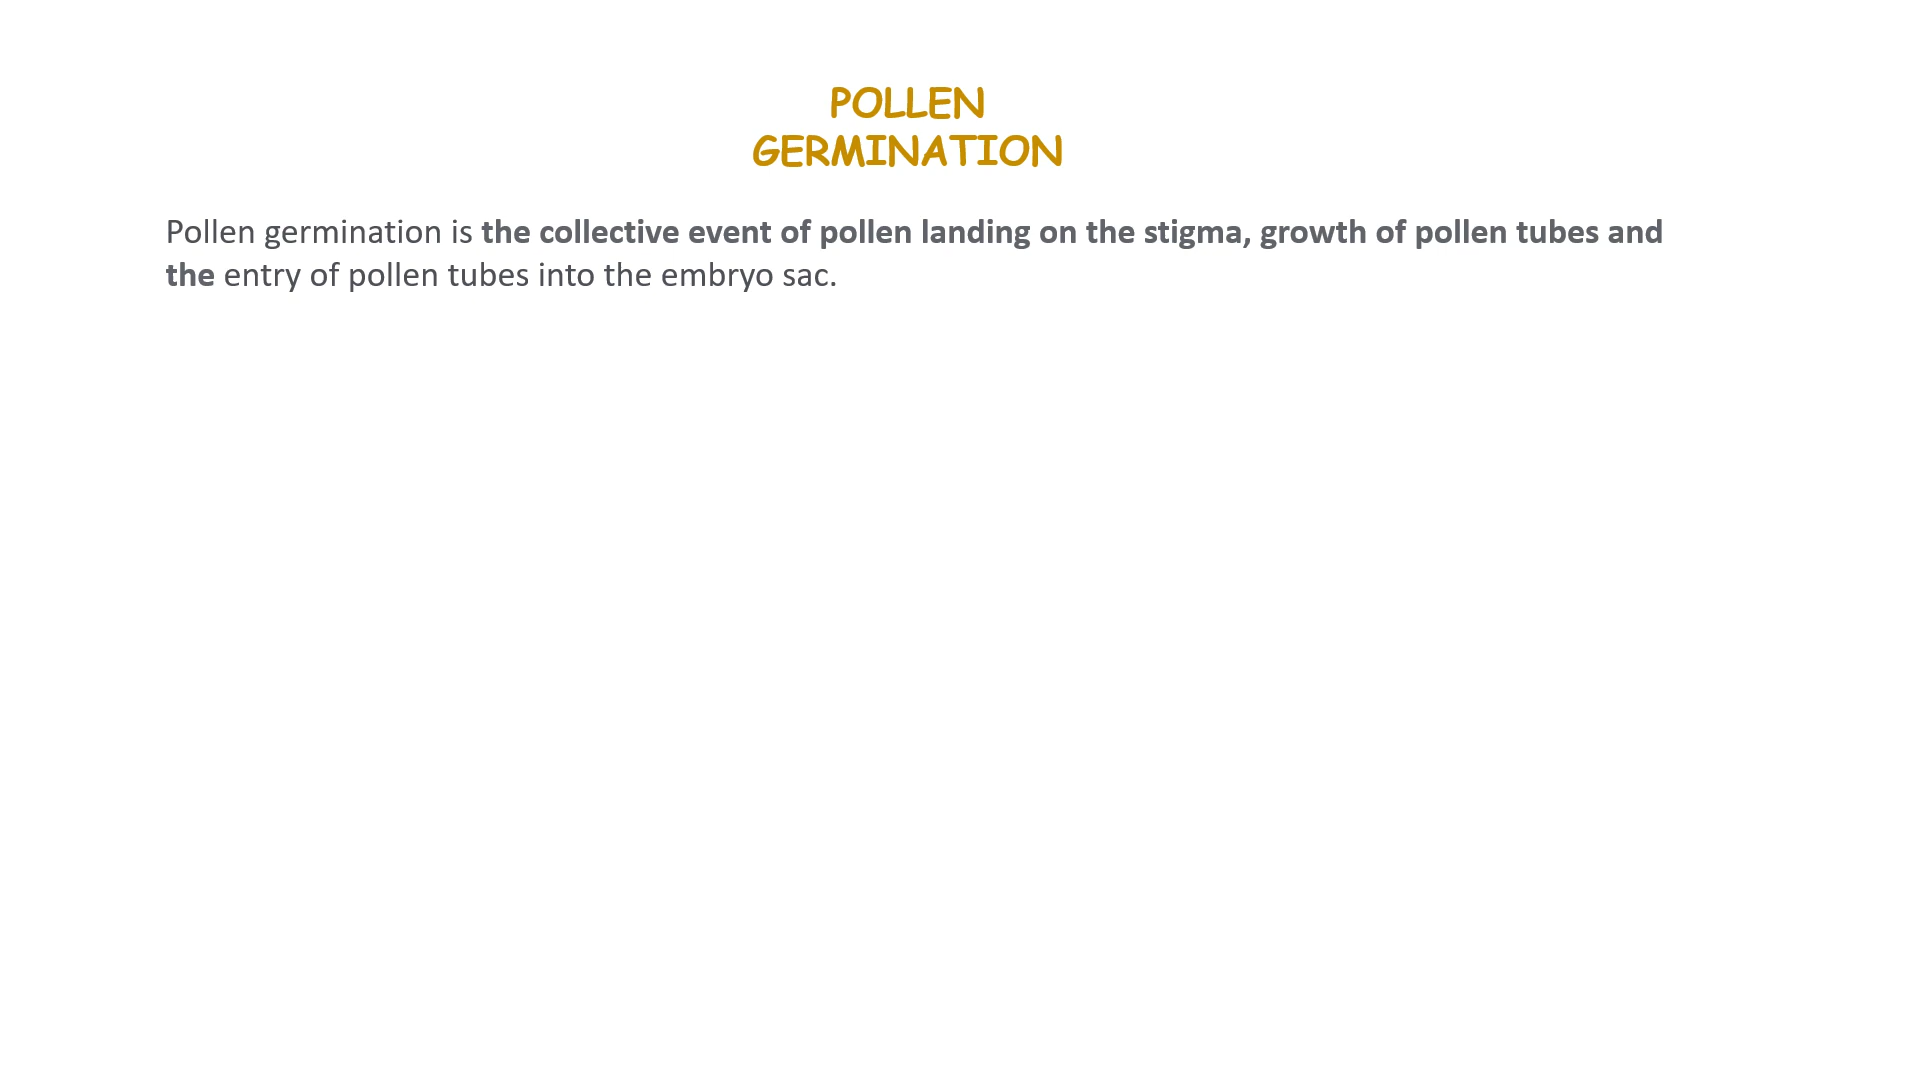 POLLEN
GERMINATION
Pollen germination is the collective event of pollen landing on the stigma, growth of pollen tubes and
the entry of pollen tubes into the embryo sac.